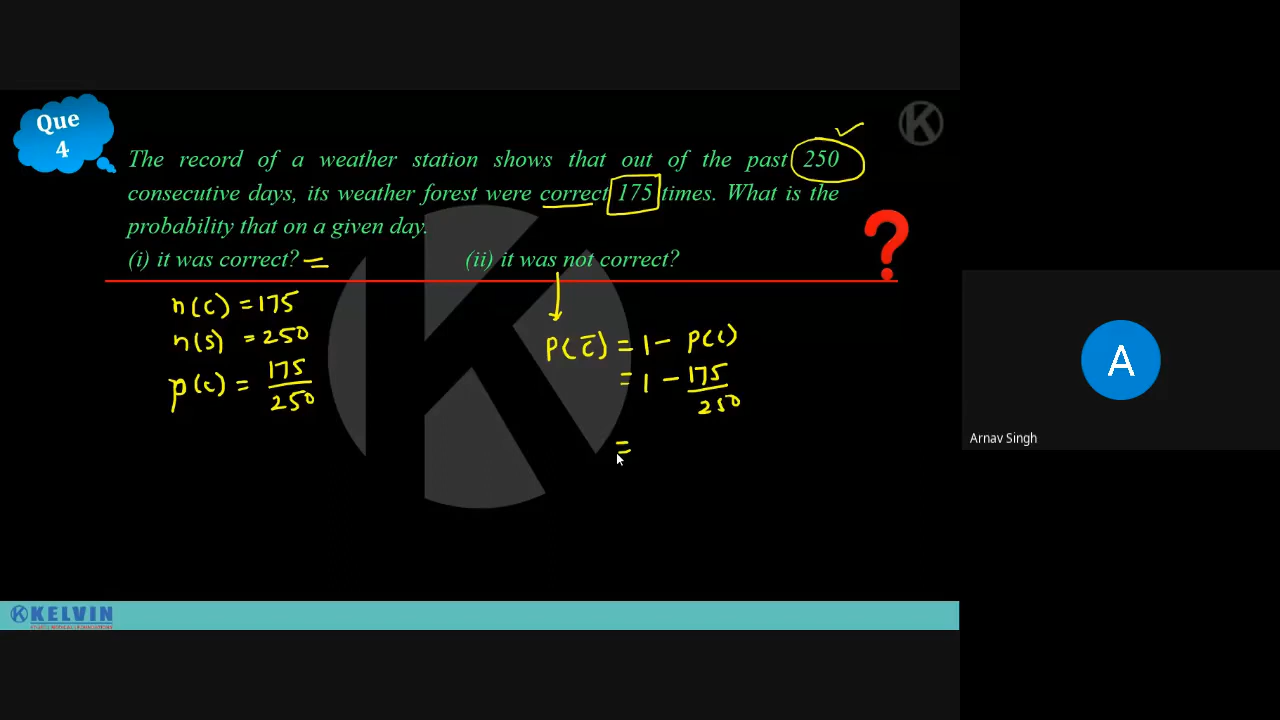 Que
4
The record of a weather station shows that out of the past 250
consecutive days, its weather forest were correct 175 times. What is the
probability that on a given day.
(i) it was correct? = (ii) it was not correct?
n(c) = 175
n(s) = 250
p(c) = 175/250
P(c̅) = 1 - P(c)
= 1 - 175/250
=
A
Arnav Singh
KELVIN